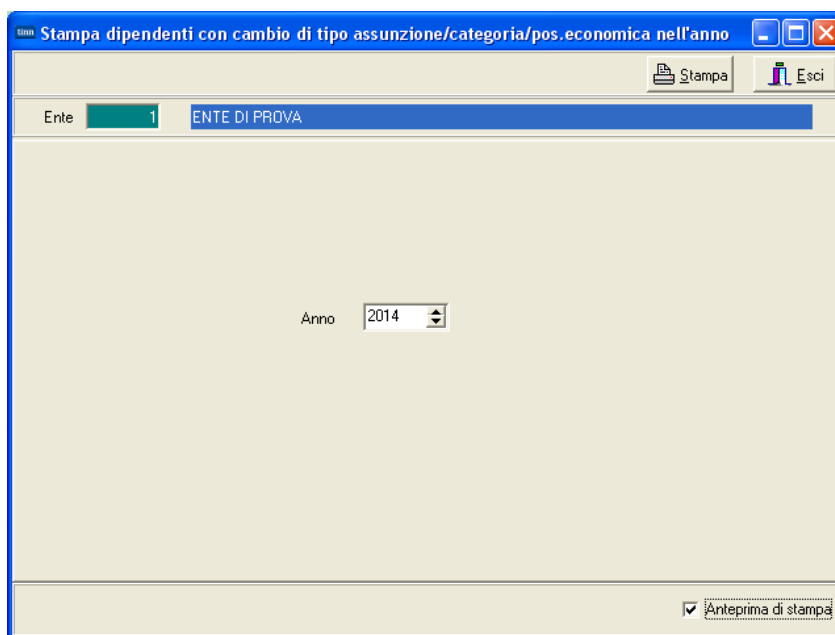 tinn Stampa dipendenti con cambio di tipo assunzione/categoria/pos.economica nell'anno
Stampa Esci
Ente 1 ENTE DI PROVA
Anno 2014
Anteprima di stampa